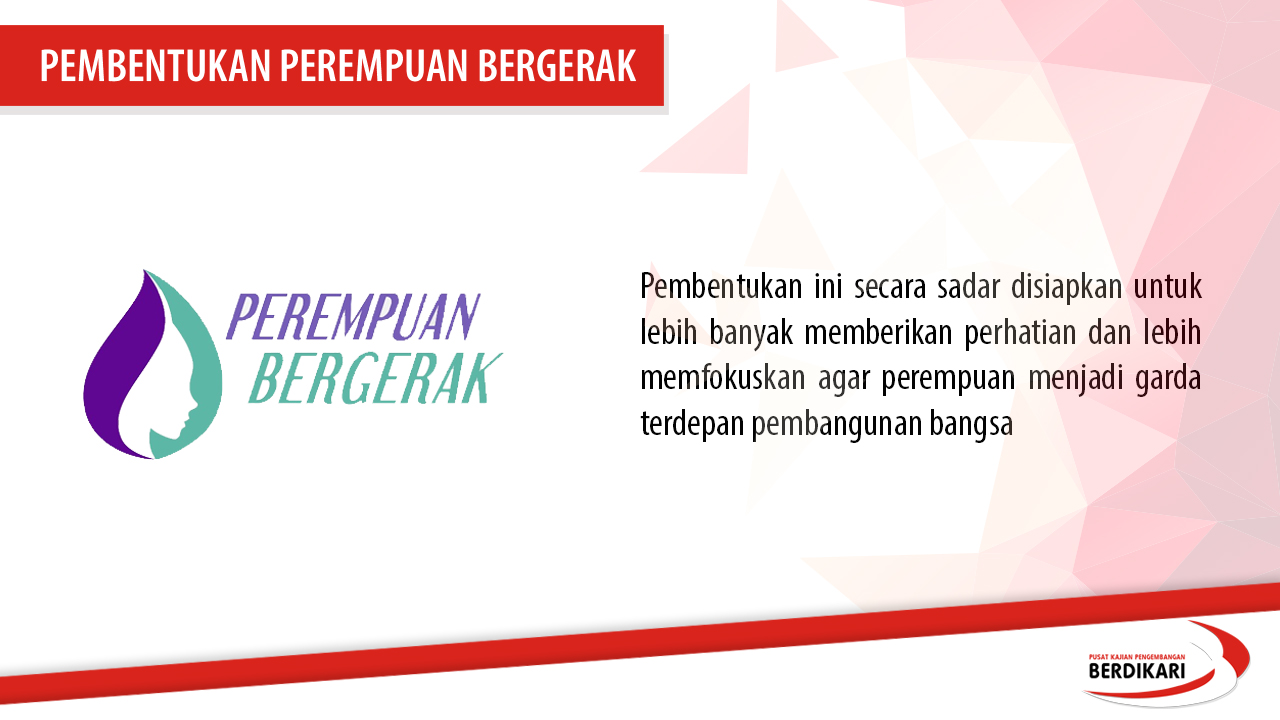 PEMBENTUKAN PEREMPUAN BERGERAK
PEREMPUAN
BERGERAK
Pembentukan ini secara sadar disiapkan untuk
lebih banyak memberikan perhatian dan lebih
memfokuskan agar perempuan menjadi garda
terdepan pembangunan bangsa
PUSAT KAJIAN PENGEMBANGAN
BERDIKARI